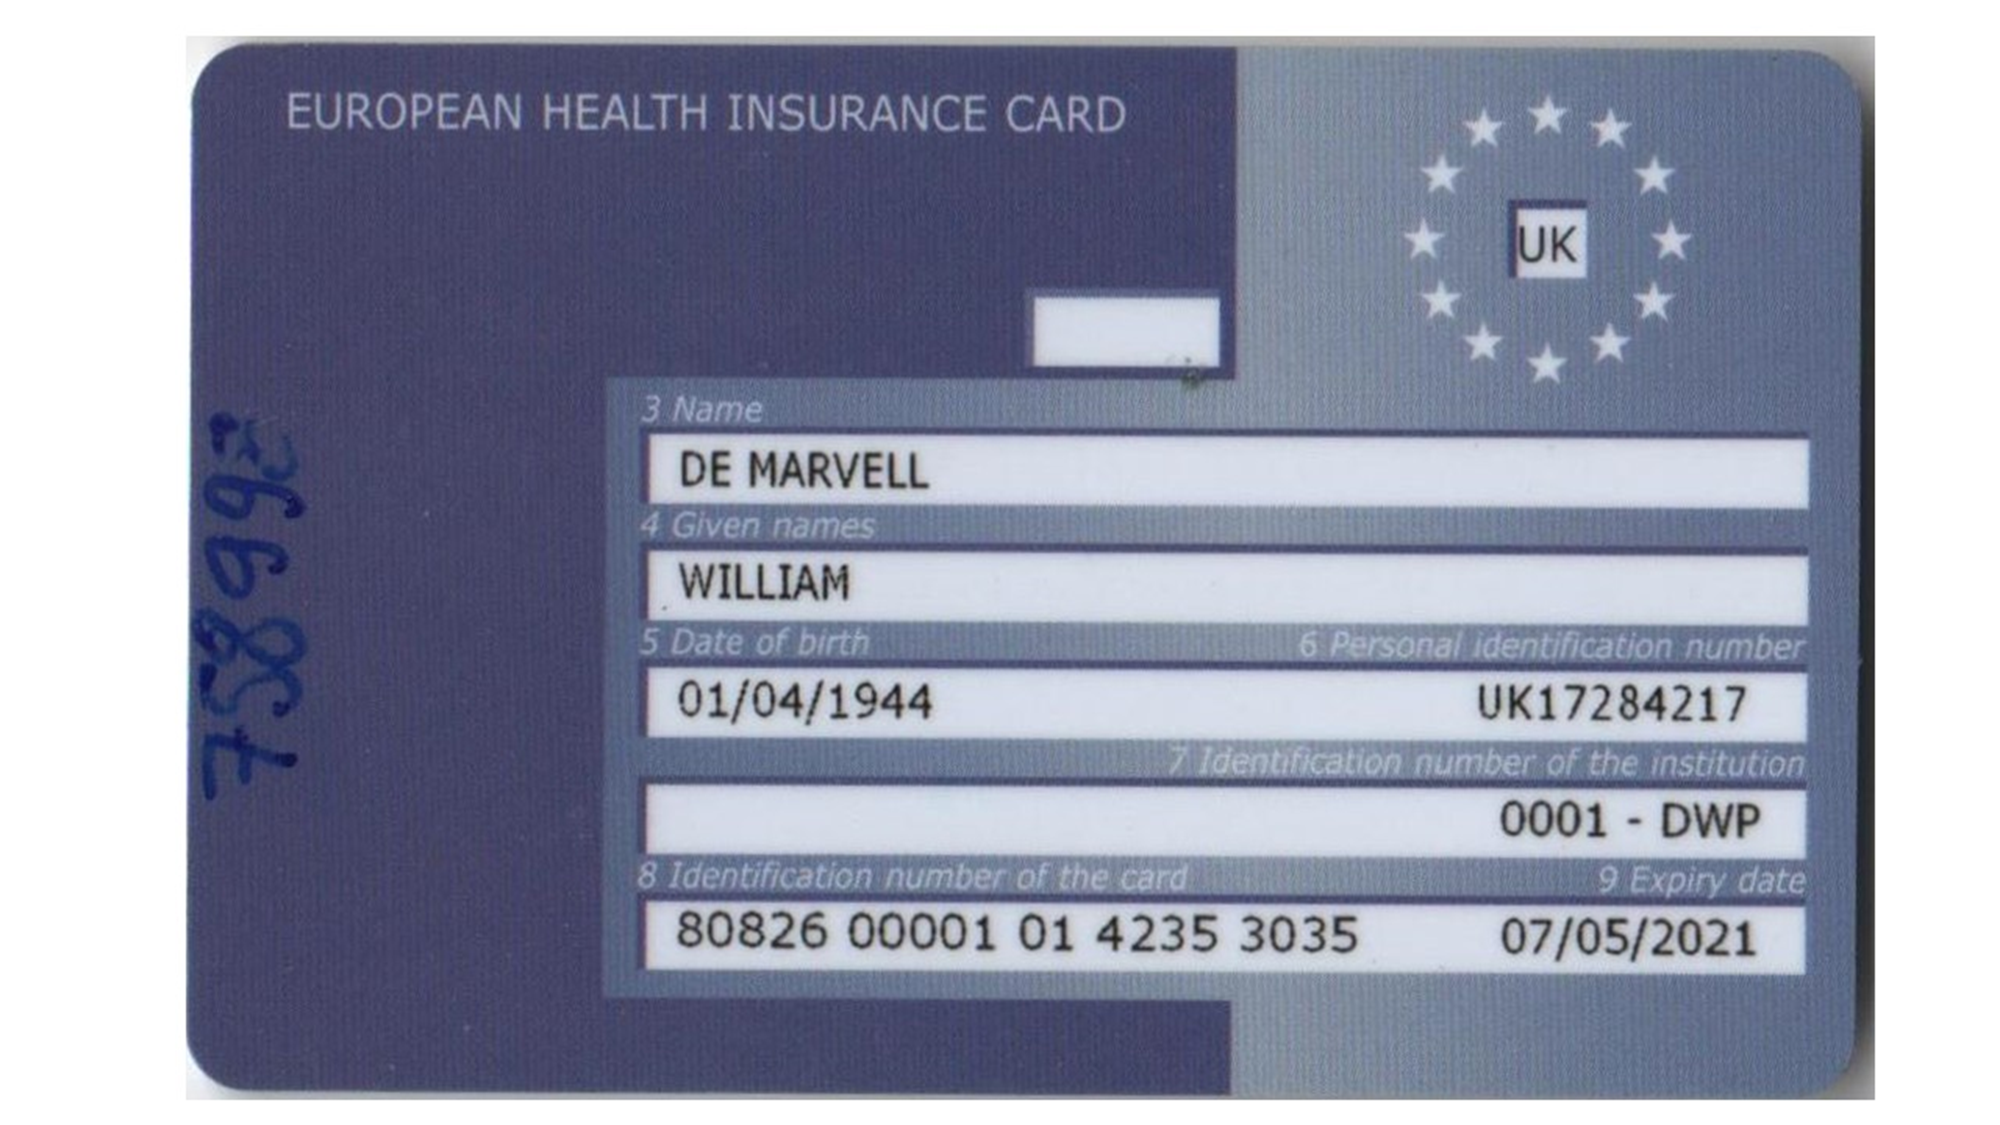 EUROPEAN HEALTH INSURANCE CARD
UK
3 Name
DE MARVELL
4 Given names
WILLIAM
5 Date of birth 6 Personal identification number
01/04/1944 UK17284217
7 Identification number of the institution
0001 - DWP
8 Identification number of the card 9 Expiry date
80826 00001 01 4235 3035 07/05/2021